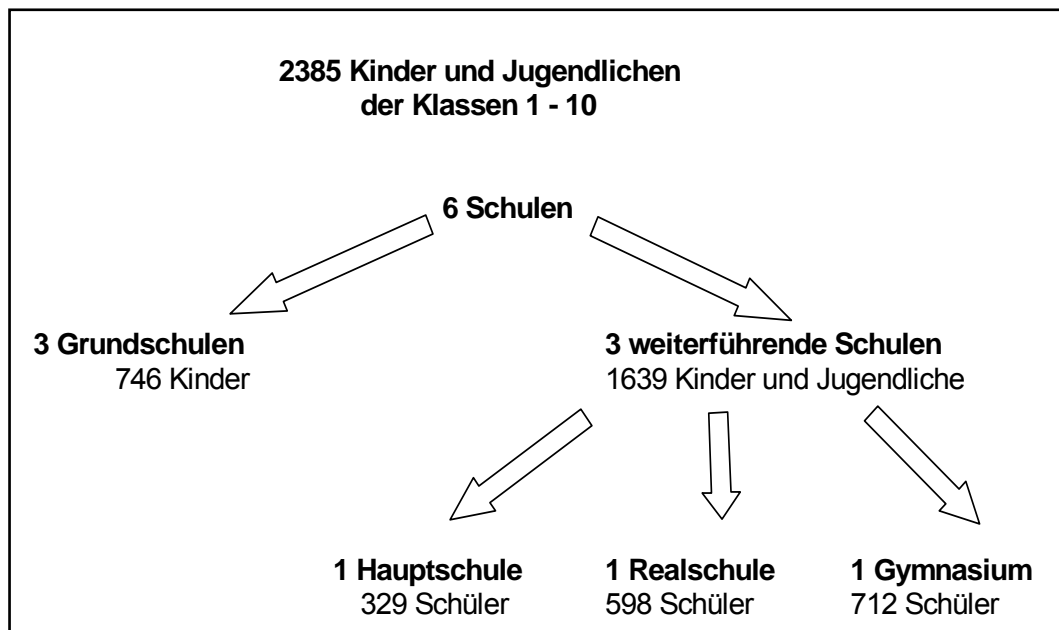 2385 Kinder und Jugendlichen
der Klassen 1 - 10
6 Schulen
3 Grundschulen
746 Kinder
3 weiterführende Schulen
1639 Kinder und Jugendliche
1 Hauptschule
329 Schüler
1 Realschule
598 Schüler
1 Gymnasium
712 Schüler